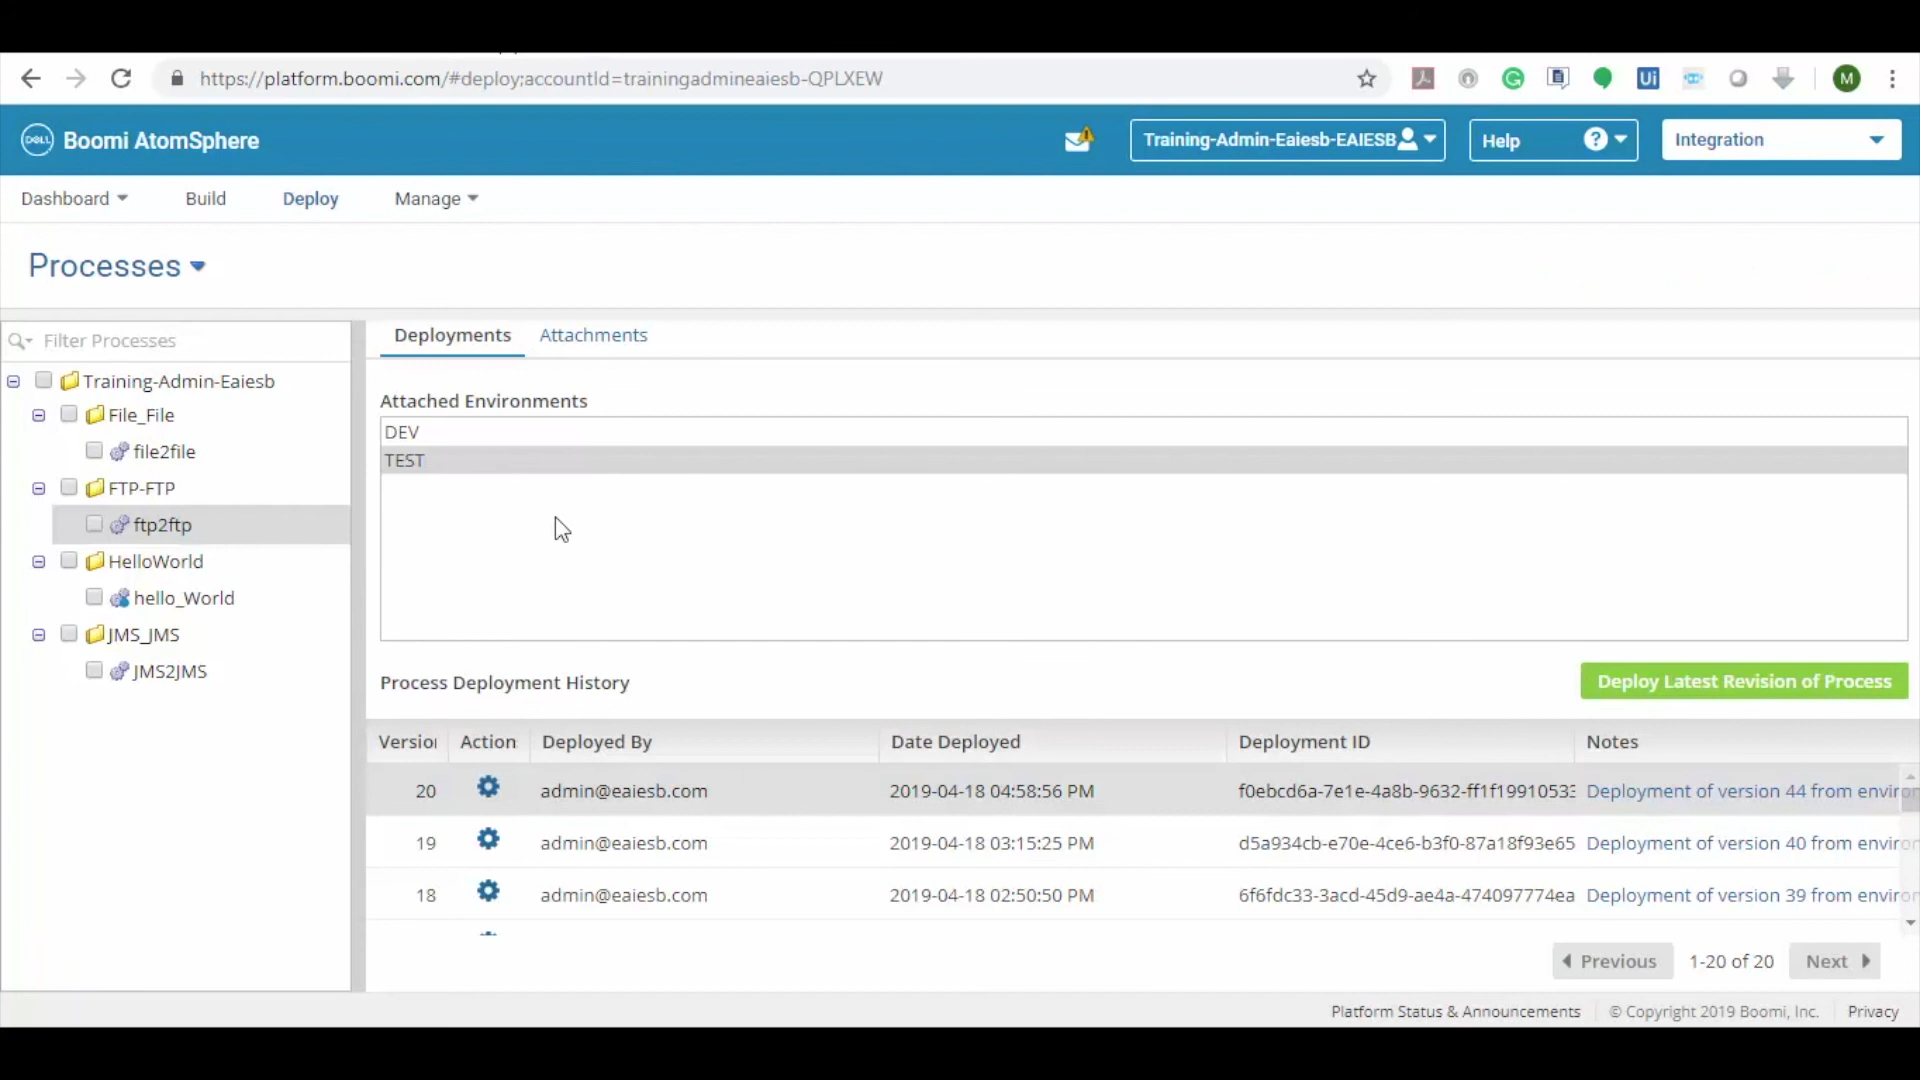 https://platform.boomi.com/#deploy;accountId=trainingadmineaiesb-QPLXEW
Ui
M
DELL
Boomi AtomSphere
Training-Admin-Eaiesb-EAIESB
Help
?
Integration
Dashboard
Build
Deploy
Manage
Processes
Filter Processes
Training-Admin-Eaiesb
File_File
file2file
FTP-FTP
ftp2ftp
HelloWorld
hello_World
JMS_JMS
JMS2JMS
Deployments
Attachments
Attached Environments
DEV
TEST
Process Deployment History
Deploy Latest Revision of Process
Versior Action Deployed By Date Deployed Deployment ID Notes
20 admin@eaiesb.com 2019-04-18 04:58:56 PM f0ebcd6a-7e1e-4a8b-9632-ff1f1991053 Deployment of version 44 from environ
19 admin@eaiesb.com 2019-04-18 03:15:25 PM d5a934cb-e70e-4ce6-b3f0-87a18f93e65 Deployment of version 40 from environ
18 admin@eaiesb.com 2019-04-18 02:50:50 PM 6f6fdc33-3acd-45d9-ae4a-474097774ea Deployment of version 39 from environ
Previous 1-20 of 20 Next
Platform Status & Announcements © Copyright 2019 Boomi, Inc. Privacy